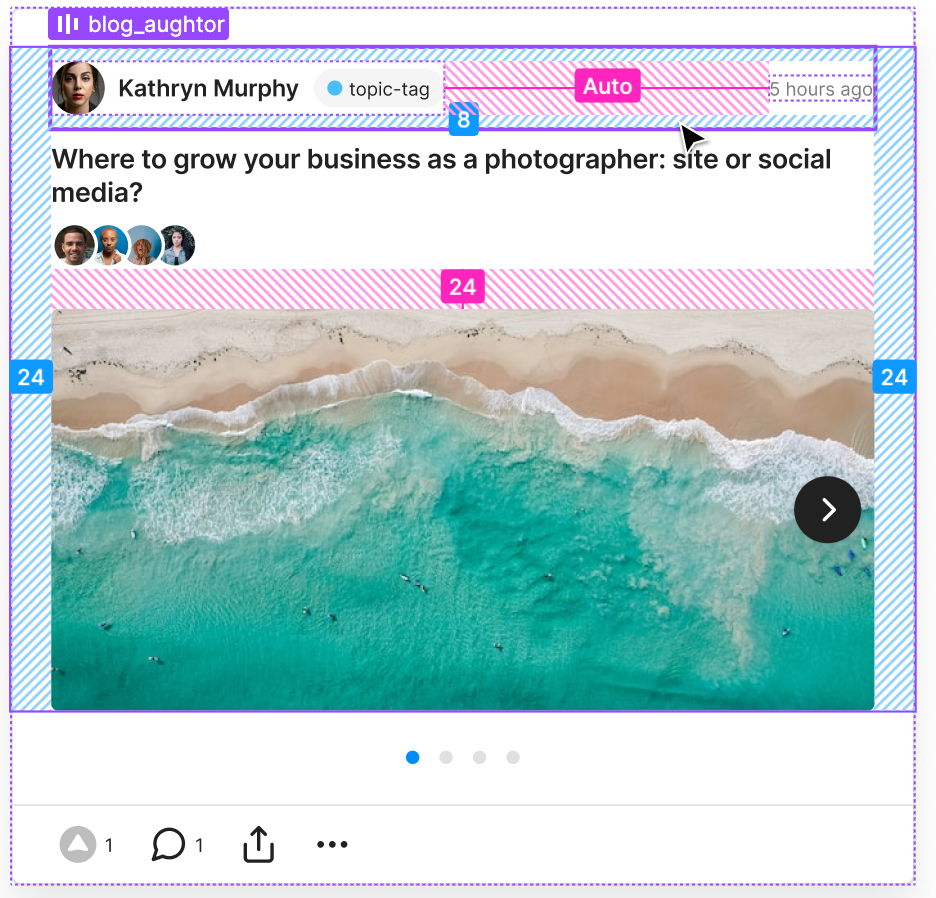 blog_aughtor
Kathryn Murphy topic-tag Auto 5 hours ago
8
Where to grow your business as a photographer: site or social
media?
24
24 24
1 1